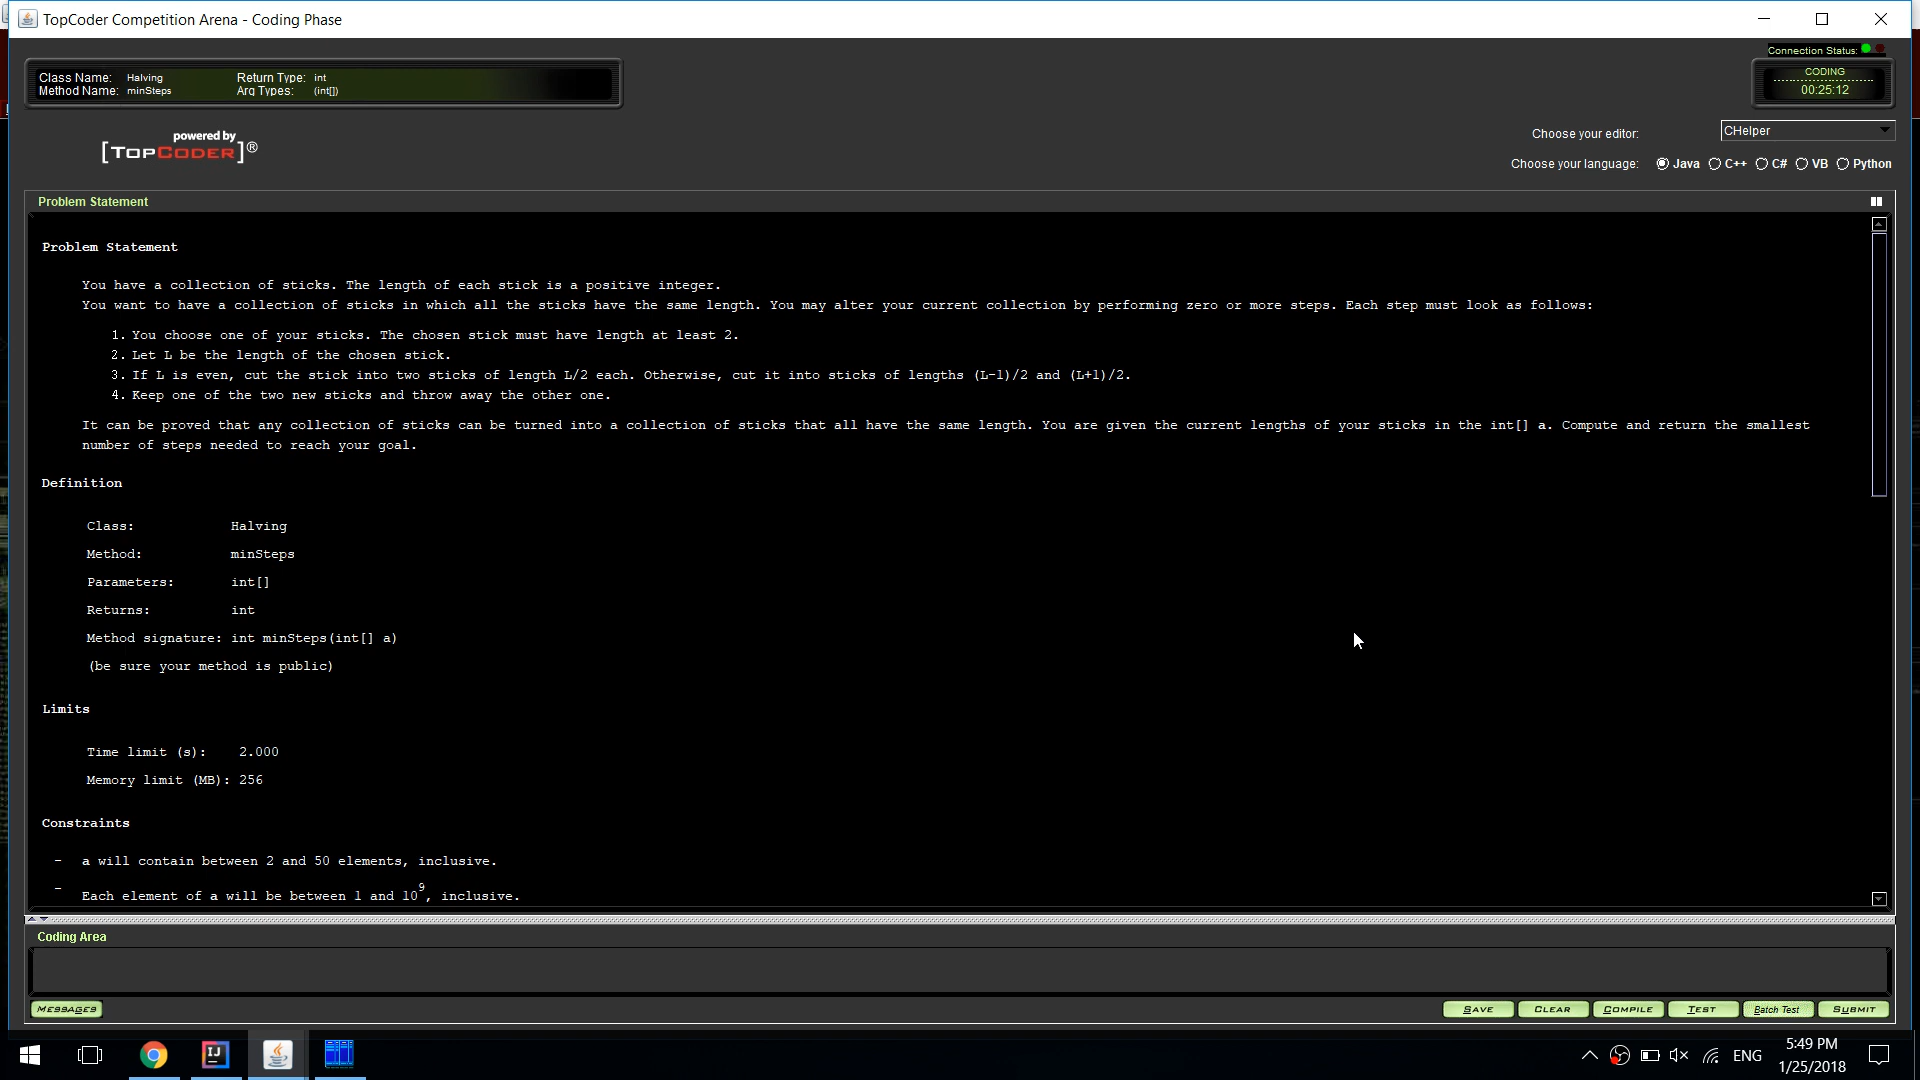 TopCoder Competition Arena - Coding Phase
Connection Status:
Class Name: Halving Return Type: int
Method Name: minSteps Arg Types: (int[])
CODING
00:25:12
powered by
[TOPCODER]®
Choose your editor: CHelper
Choose your language: Java C++ C# VB Python
Problem Statement
Problem Statement
You have a collection of sticks. The length of each stick is a positive integer.
You want to have a collection of sticks in which all the sticks have the same length. You may alter your current collection by performing zero or more steps. Each step must look as follows:
1. You choose one of your sticks. The chosen stick must have length at least 2.
2. Let L be the length of the chosen stick.
3. If L is even, cut the stick into two sticks of length L/2 each. Otherwise, cut it into sticks of lengths (L-1)/2 and (L+1)/2.
4. Keep one of the two new sticks and throw away the other one.
It can be proved that any collection of sticks can be turned into a collection of sticks that all have the same length. You are given the current lengths of your sticks in the int[] a. Compute and return the smallest
number of steps needed to reach your goal.
Definition
Class: Halving
Method: minSteps
Parameters: int[]
Returns: int
Method signature: int minSteps(int[] a)
(be sure your method is public)
Limits
Time limit (s): 2.000
Memory limit (MB): 256
Constraints
- a will contain between 2 and 50 elements, inclusive.
- Each element of a will be between 1 and 10^9, inclusive.
Coding Area
MESSAGES SAVE CLEAR COMPILE TEST Batch Test SUBMIT
IJ
ENG
5:49 PM
1/25/2018